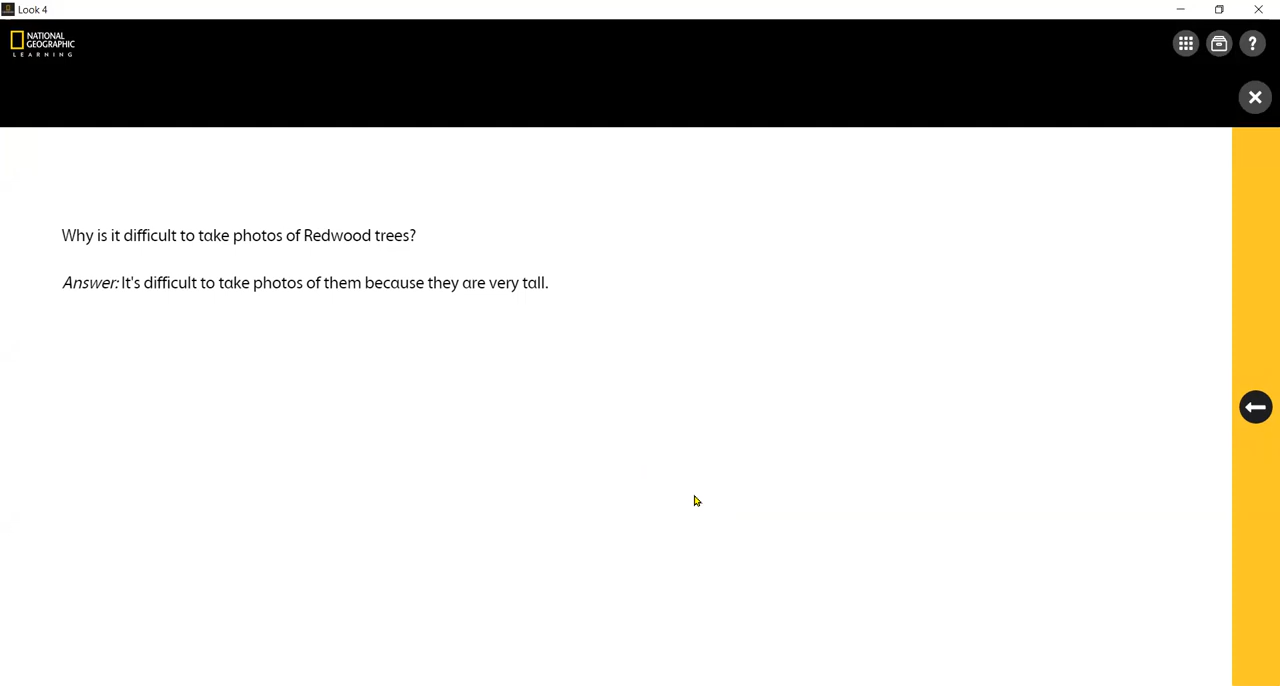 Look 4
NATIONAL
GEOGRAPHIC
LEARNING
?
Why is it difficult to take photos of Redwood trees?
Answer: It's difficult to take photos of them because they are very tall.